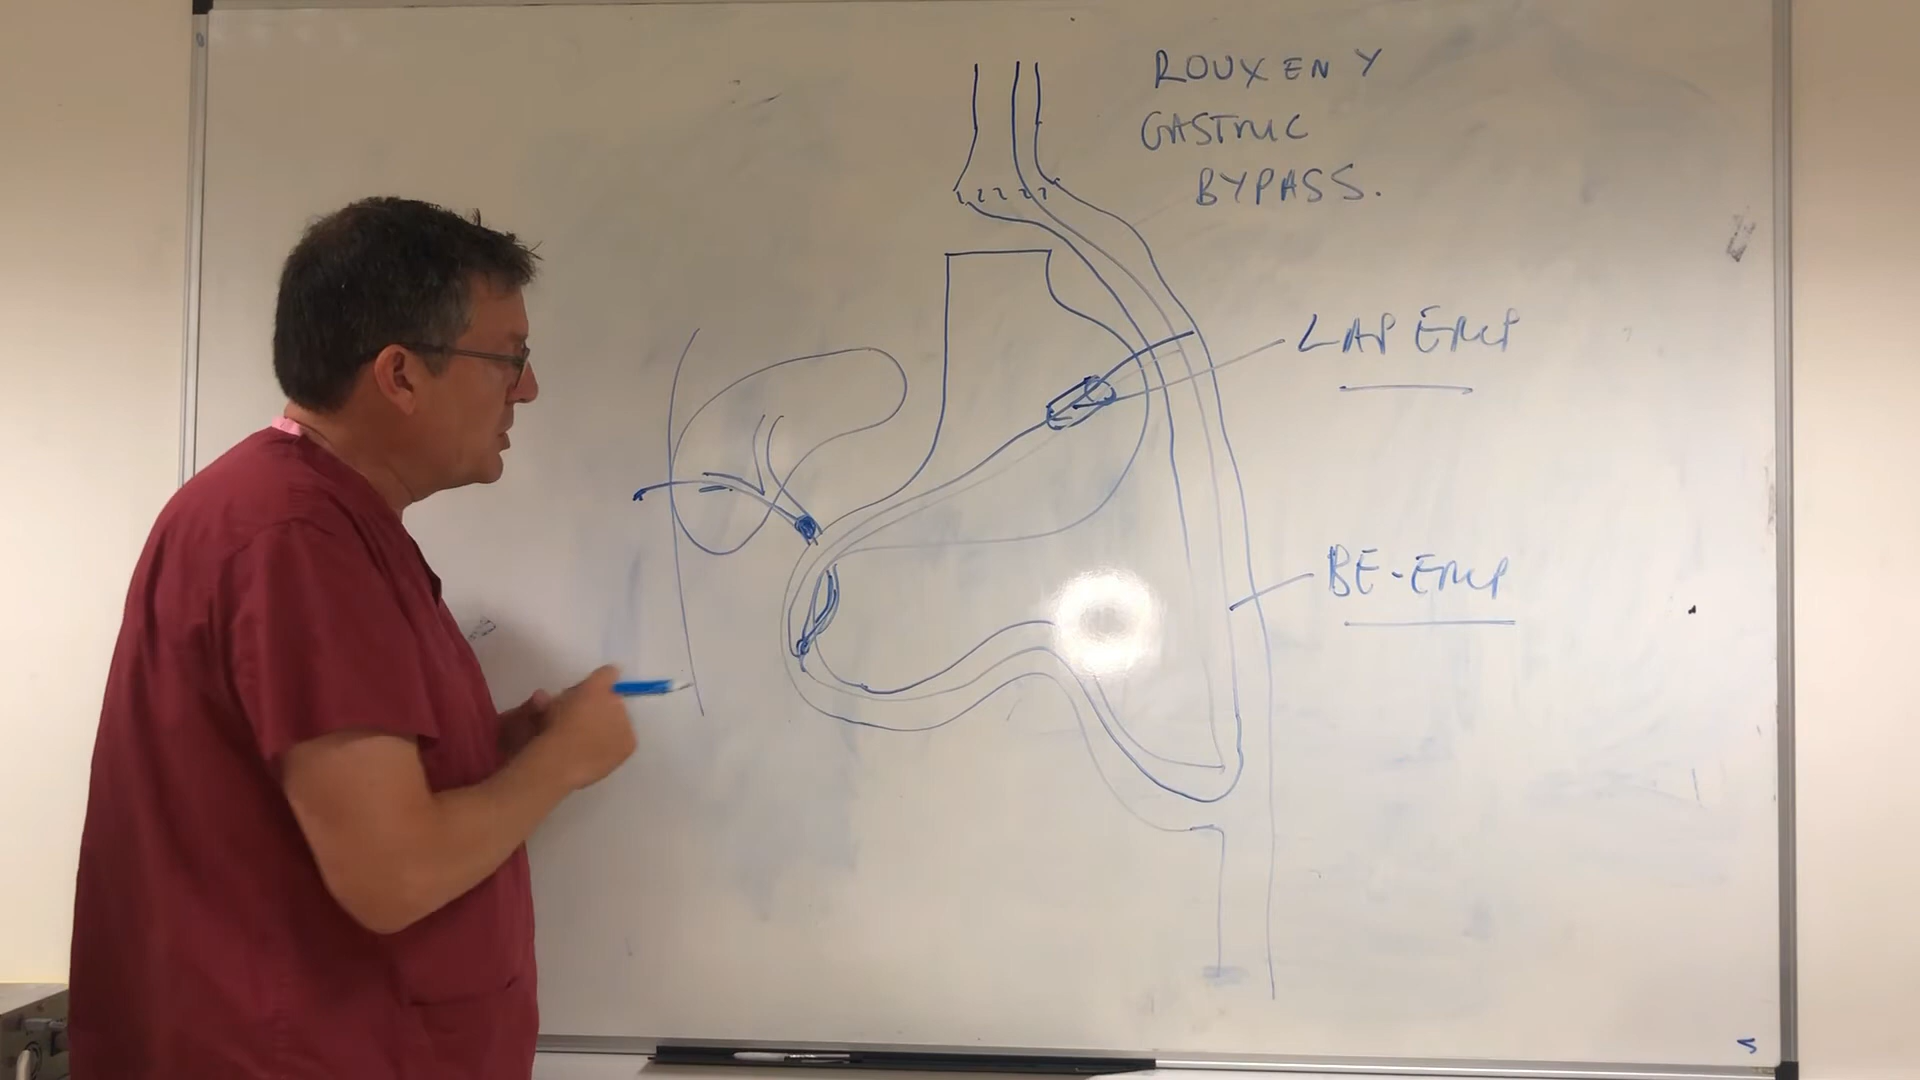 ROUX EN Y
GASTRIC
BYPASS.
LAP ERCP
BE-ERCP